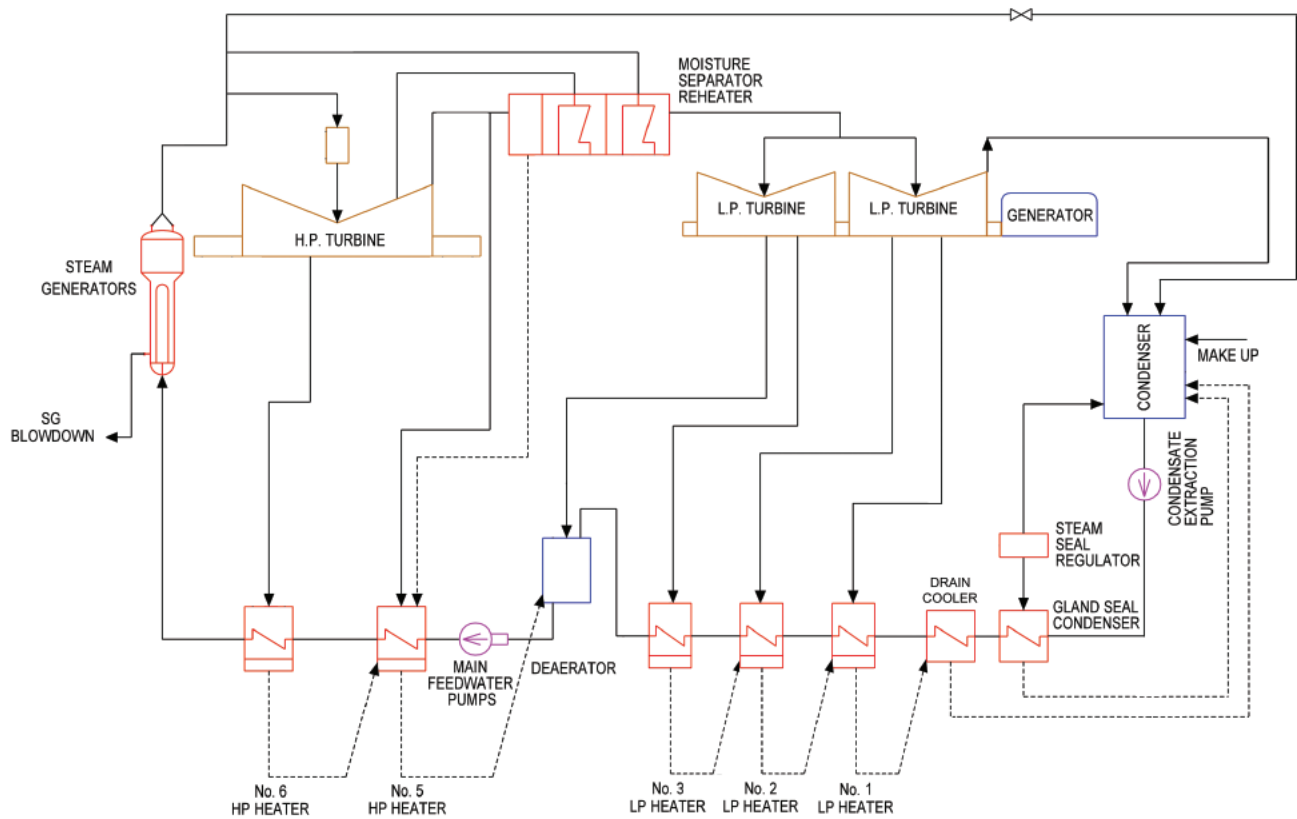 MOISTURE
SEPARATOR
REHEATER
H.P. TURBINE
L.P. TURBINE
L.P. TURBINE
GENERATOR
STEAM
GENERATORS
SG
BLOWDOWN
CONDENSER
MAKE UP
CONDENSATE
EXTRACTION
PUMP
STEAM
SEAL
REGULATOR
GLAND SEAL
CONDENSER
DRAIN
COOLER
DEAERATOR
MAIN
FEEDWATER
PUMPS
No. 6
HP HEATER
No. 5
HP HEATER
No. 3
LP HEATER
No. 2
LP HEATER
No. 1
LP HEATER